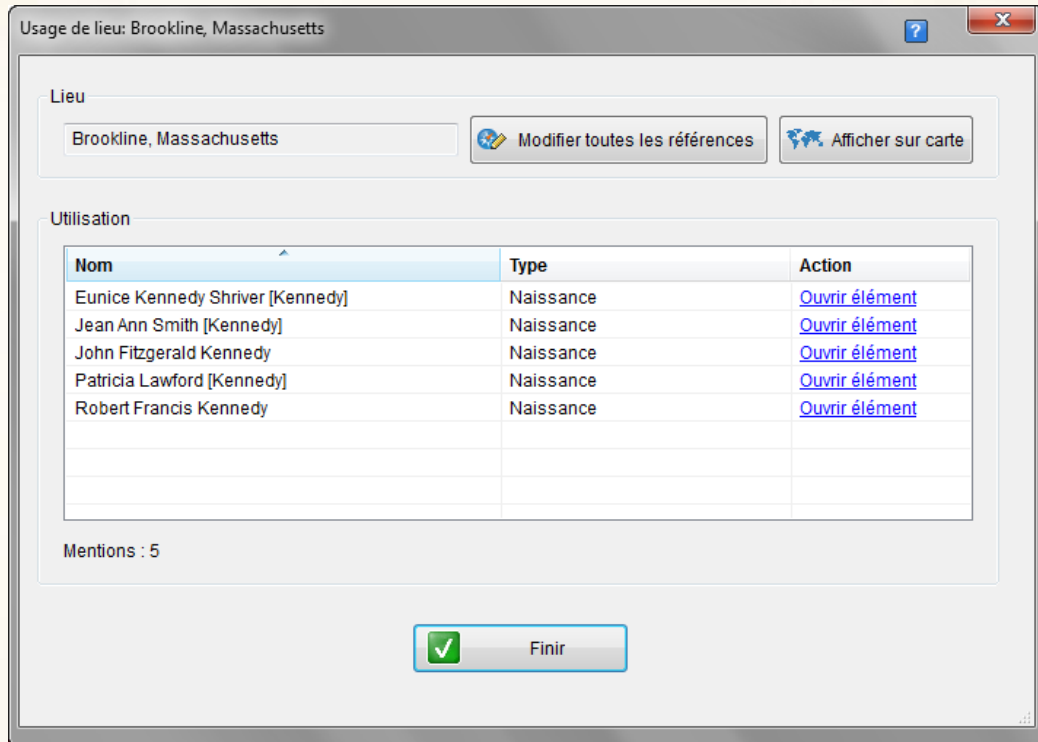 Usage de lieu: Brookline, Massachusetts
?
Lieu
Brookline, Massachusetts Modifier toutes les références Afficher sur carte
Utilisation
Nom Type Action
Eunice Kennedy Shriver [Kennedy] Naissance Ouvrir élément
Jean Ann Smith [Kennedy] Naissance Ouvrir élément
John Fitzgerald Kennedy Naissance Ouvrir élément
Patricia Lawford [Kennedy] Naissance Ouvrir élément
Robert Francis Kennedy Naissance Ouvrir élément
Mentions : 5
Finir